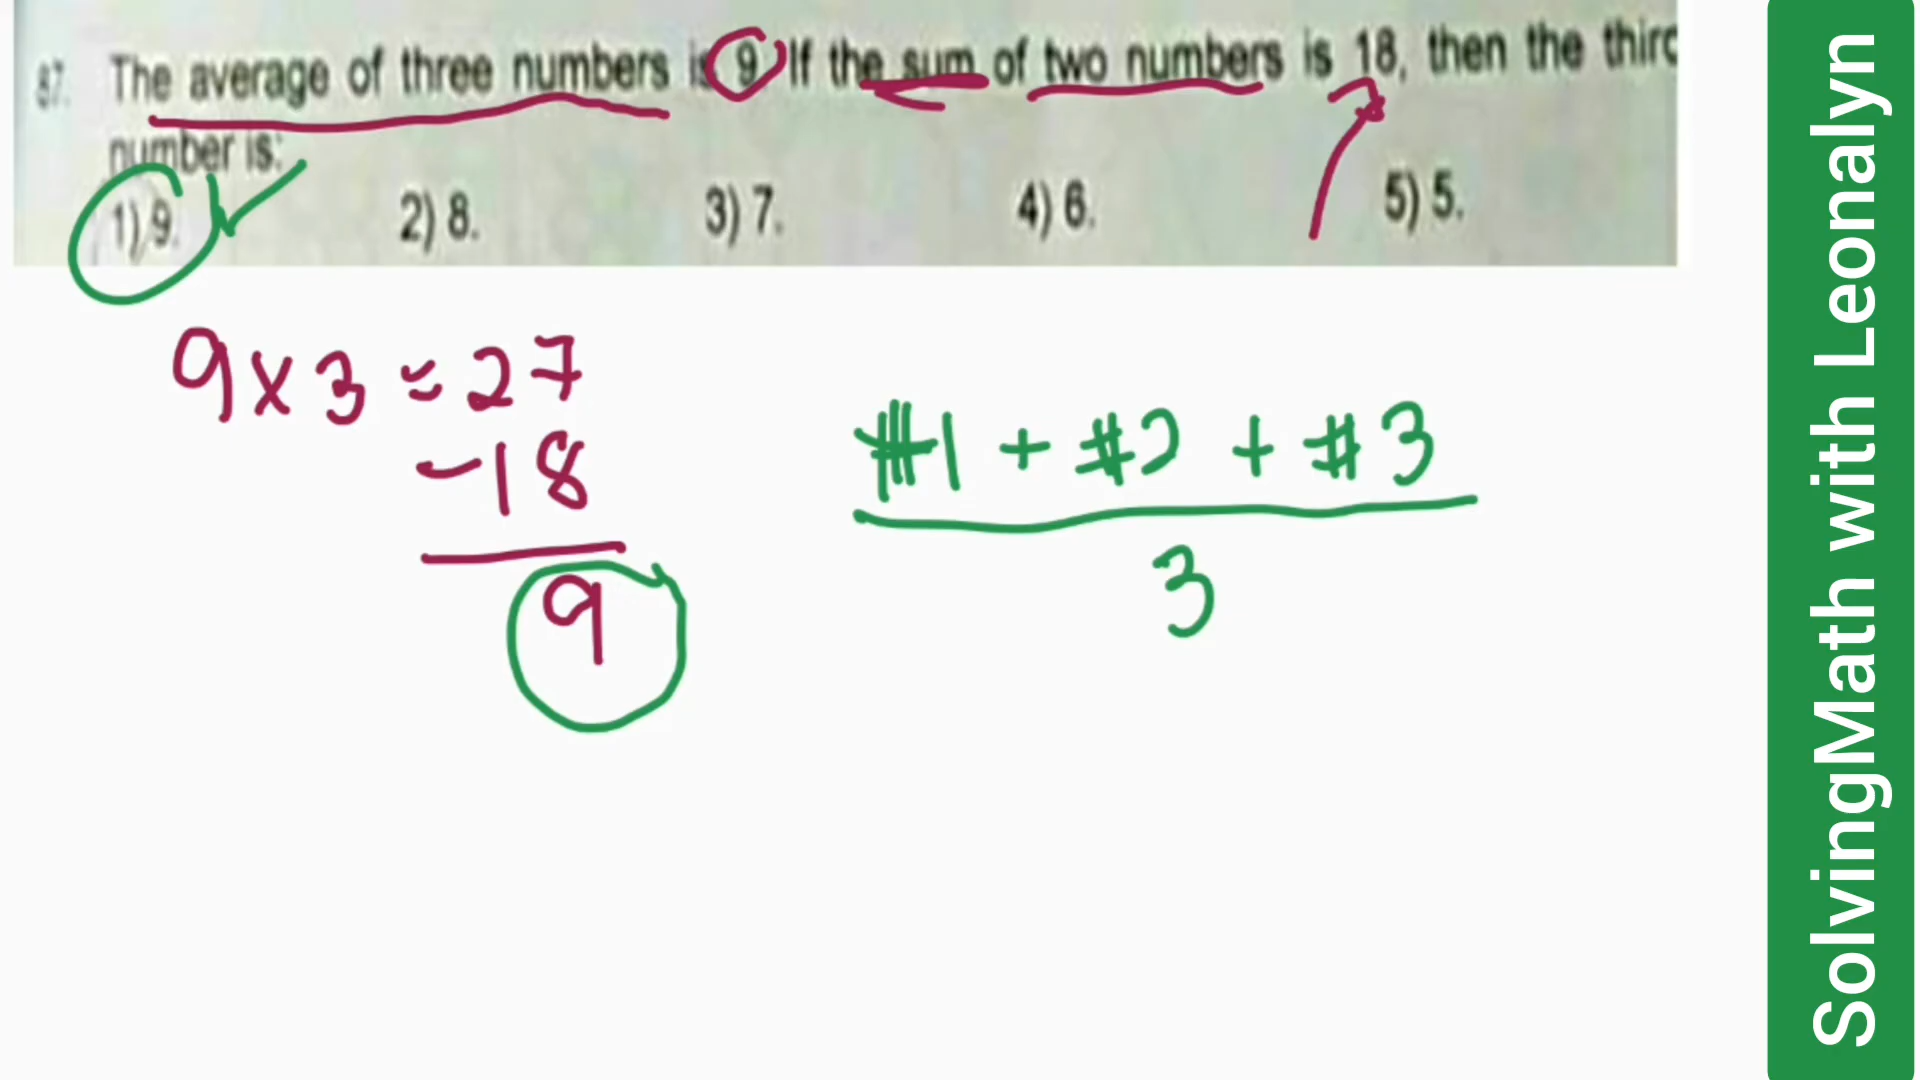 87. The average of three numbers is 9. If the sum of two numbers is 18, then the third
number is:
1) 9. 2) 8. 3) 7. 4) 6. 5) 5.
9 x 3 = 27
-18
9
#1 + #2 + #3
3
SolvingMath with Leonalyn